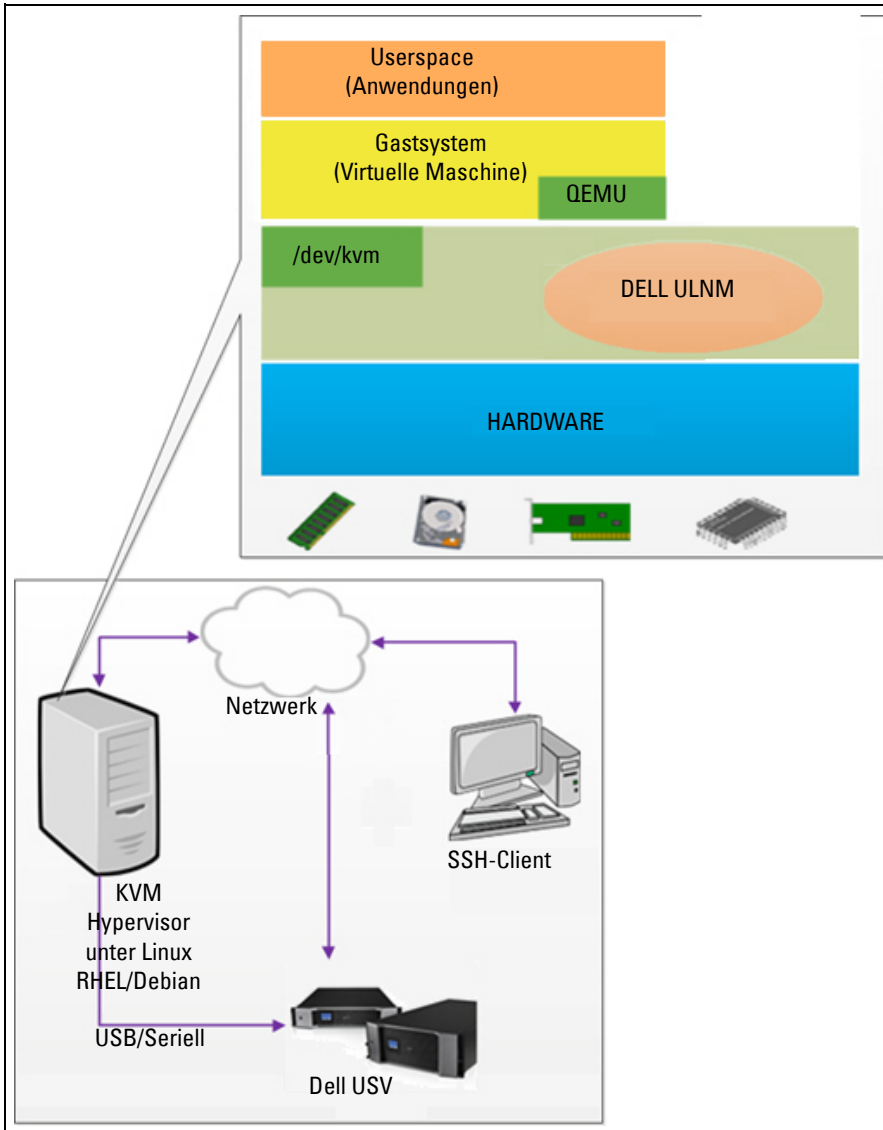 Userspace
(Anwendungen)
Gastsystem
(Virtuelle Maschine)
QEMU
/dev/kvm
DELL ULNM
HARDWARE
Netzwerk
SSH-Client
KVM
Hypervisor
unter Linux
RHEL/Debian
USB/Seriell
Dell USV